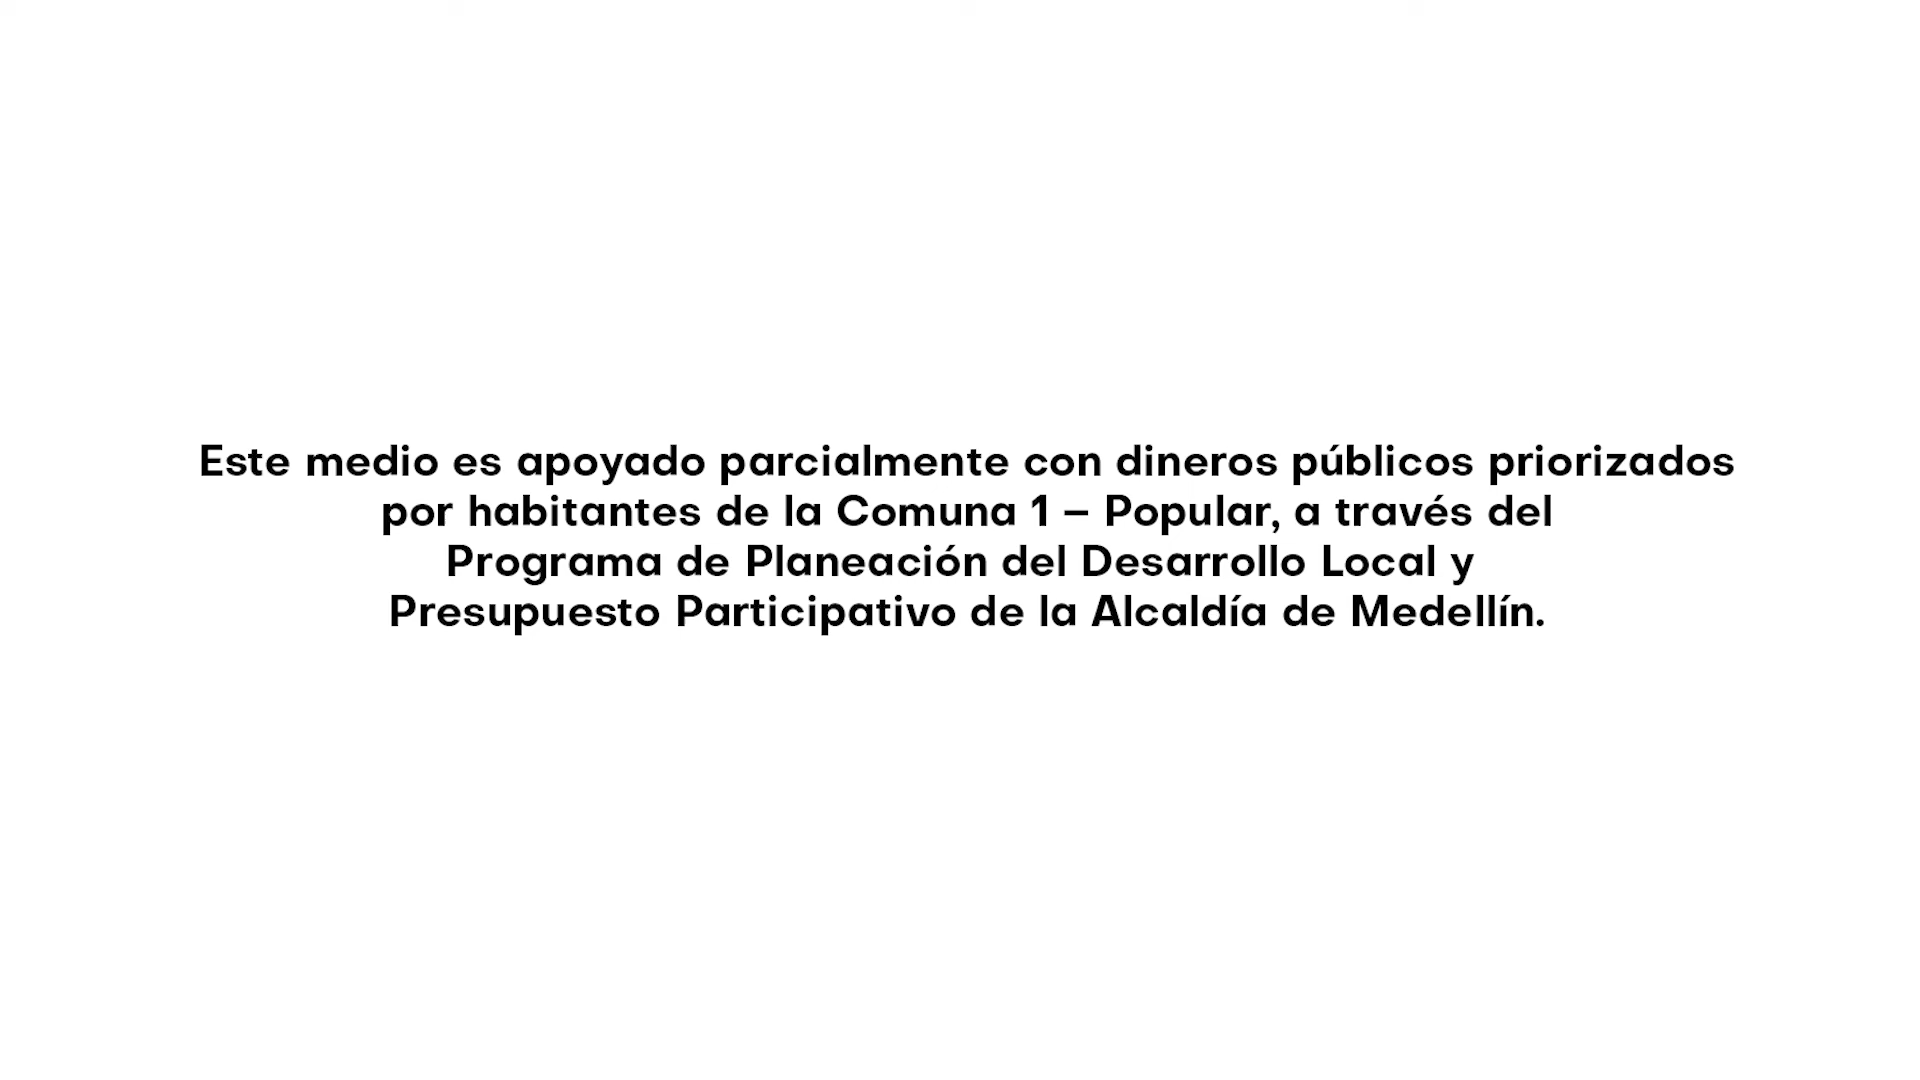 Este medio es apoyado parcialmente con dineros públicos priorizados
por habitantes de la Comuna 1 – Popular, a través del
Programa de Planeación del Desarrollo Local y
Presupuesto Participativo de la Alcaldía de Medellín.